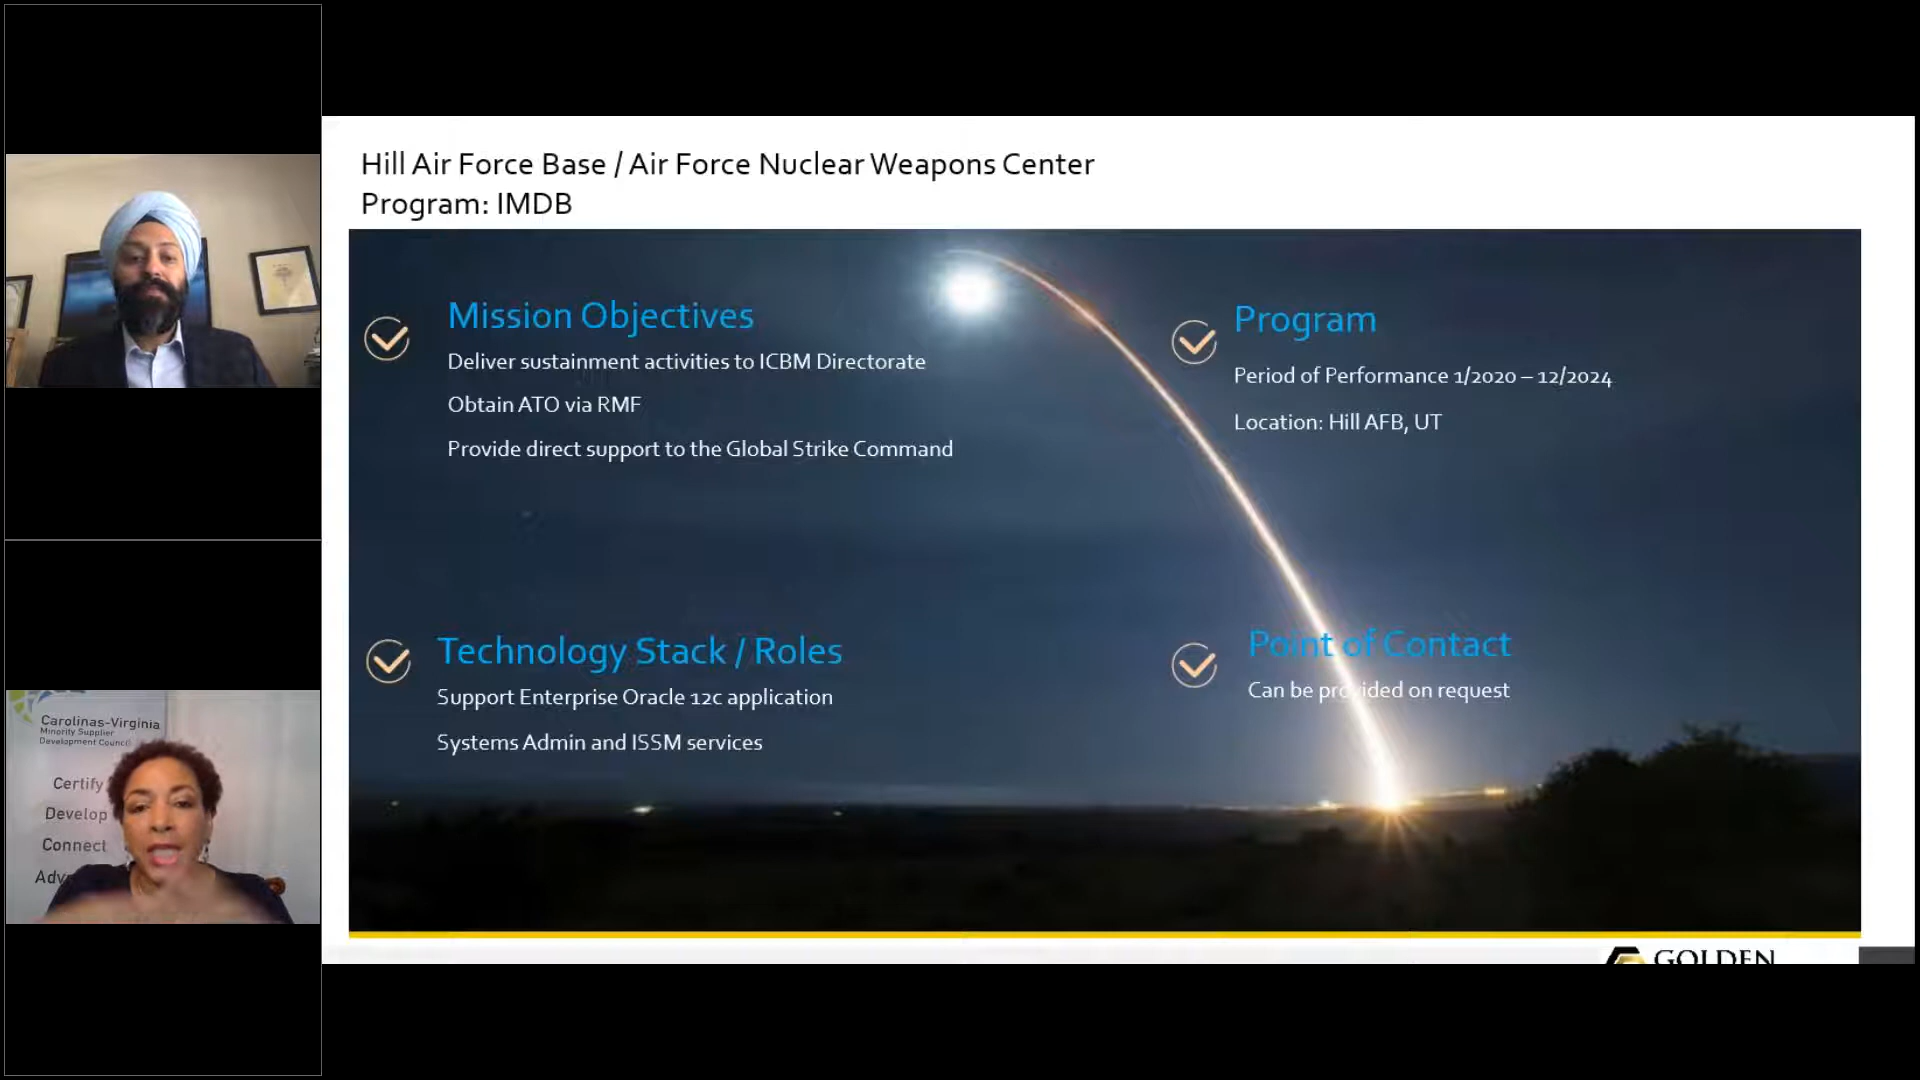 Hill Air Force Base / Air Force Nuclear Weapons Center
Program: IMDB
Mission Objectives
Deliver sustainment activities to ICBM Directorate
Obtain ATO via RMF
Provide direct support to the Global Strike Command
Program
Period of Performance 1/2020 – 12/2024
Location: Hill AFB, UT
Technology Stack / Roles
Support Enterprise Oracle 12c application
Systems Admin and ISSM services
Point of Contact
Can be provided on request
GOLDEN
Carolinas-Virginia
Minority Supplier
Development Council
Certify
Develop
Connect